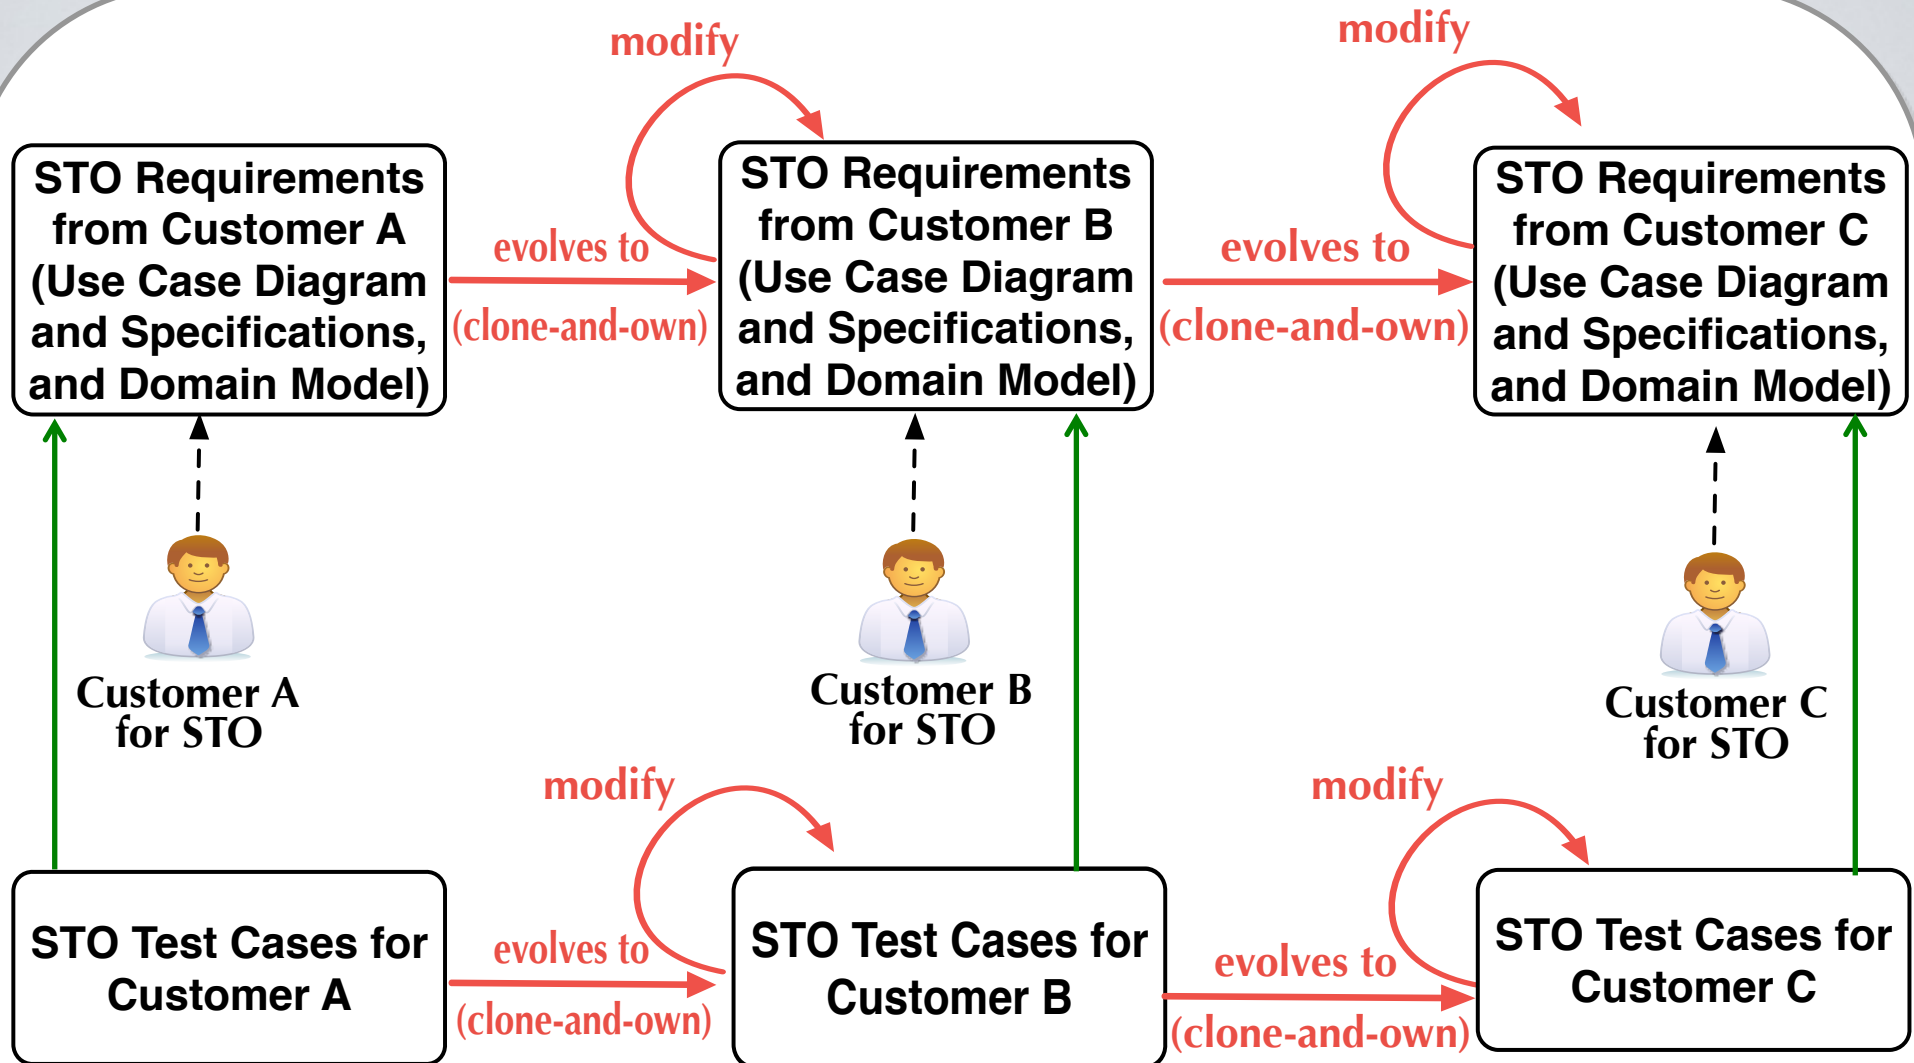 modify
modify
STO Requirements
from Customer A
(Use Case Diagram
and Specifications,
and Domain Model)
evolves to
(clone-and-own)
STO Requirements
from Customer B
(Use Case Diagram
and Specifications,
and Domain Model)
evolves to
(clone-and-own)
STO Requirements
from Customer C
(Use Case Diagram
and Specifications,
and Domain Model)
Customer A
for STO
Customer B
for STO
Customer C
for STO
modify
modify
STO Test Cases for
Customer A
evolves to
(clone-and-own)
STO Test Cases for
Customer B
evolves to
(clone-and-own)
STO Test Cases for
Customer C